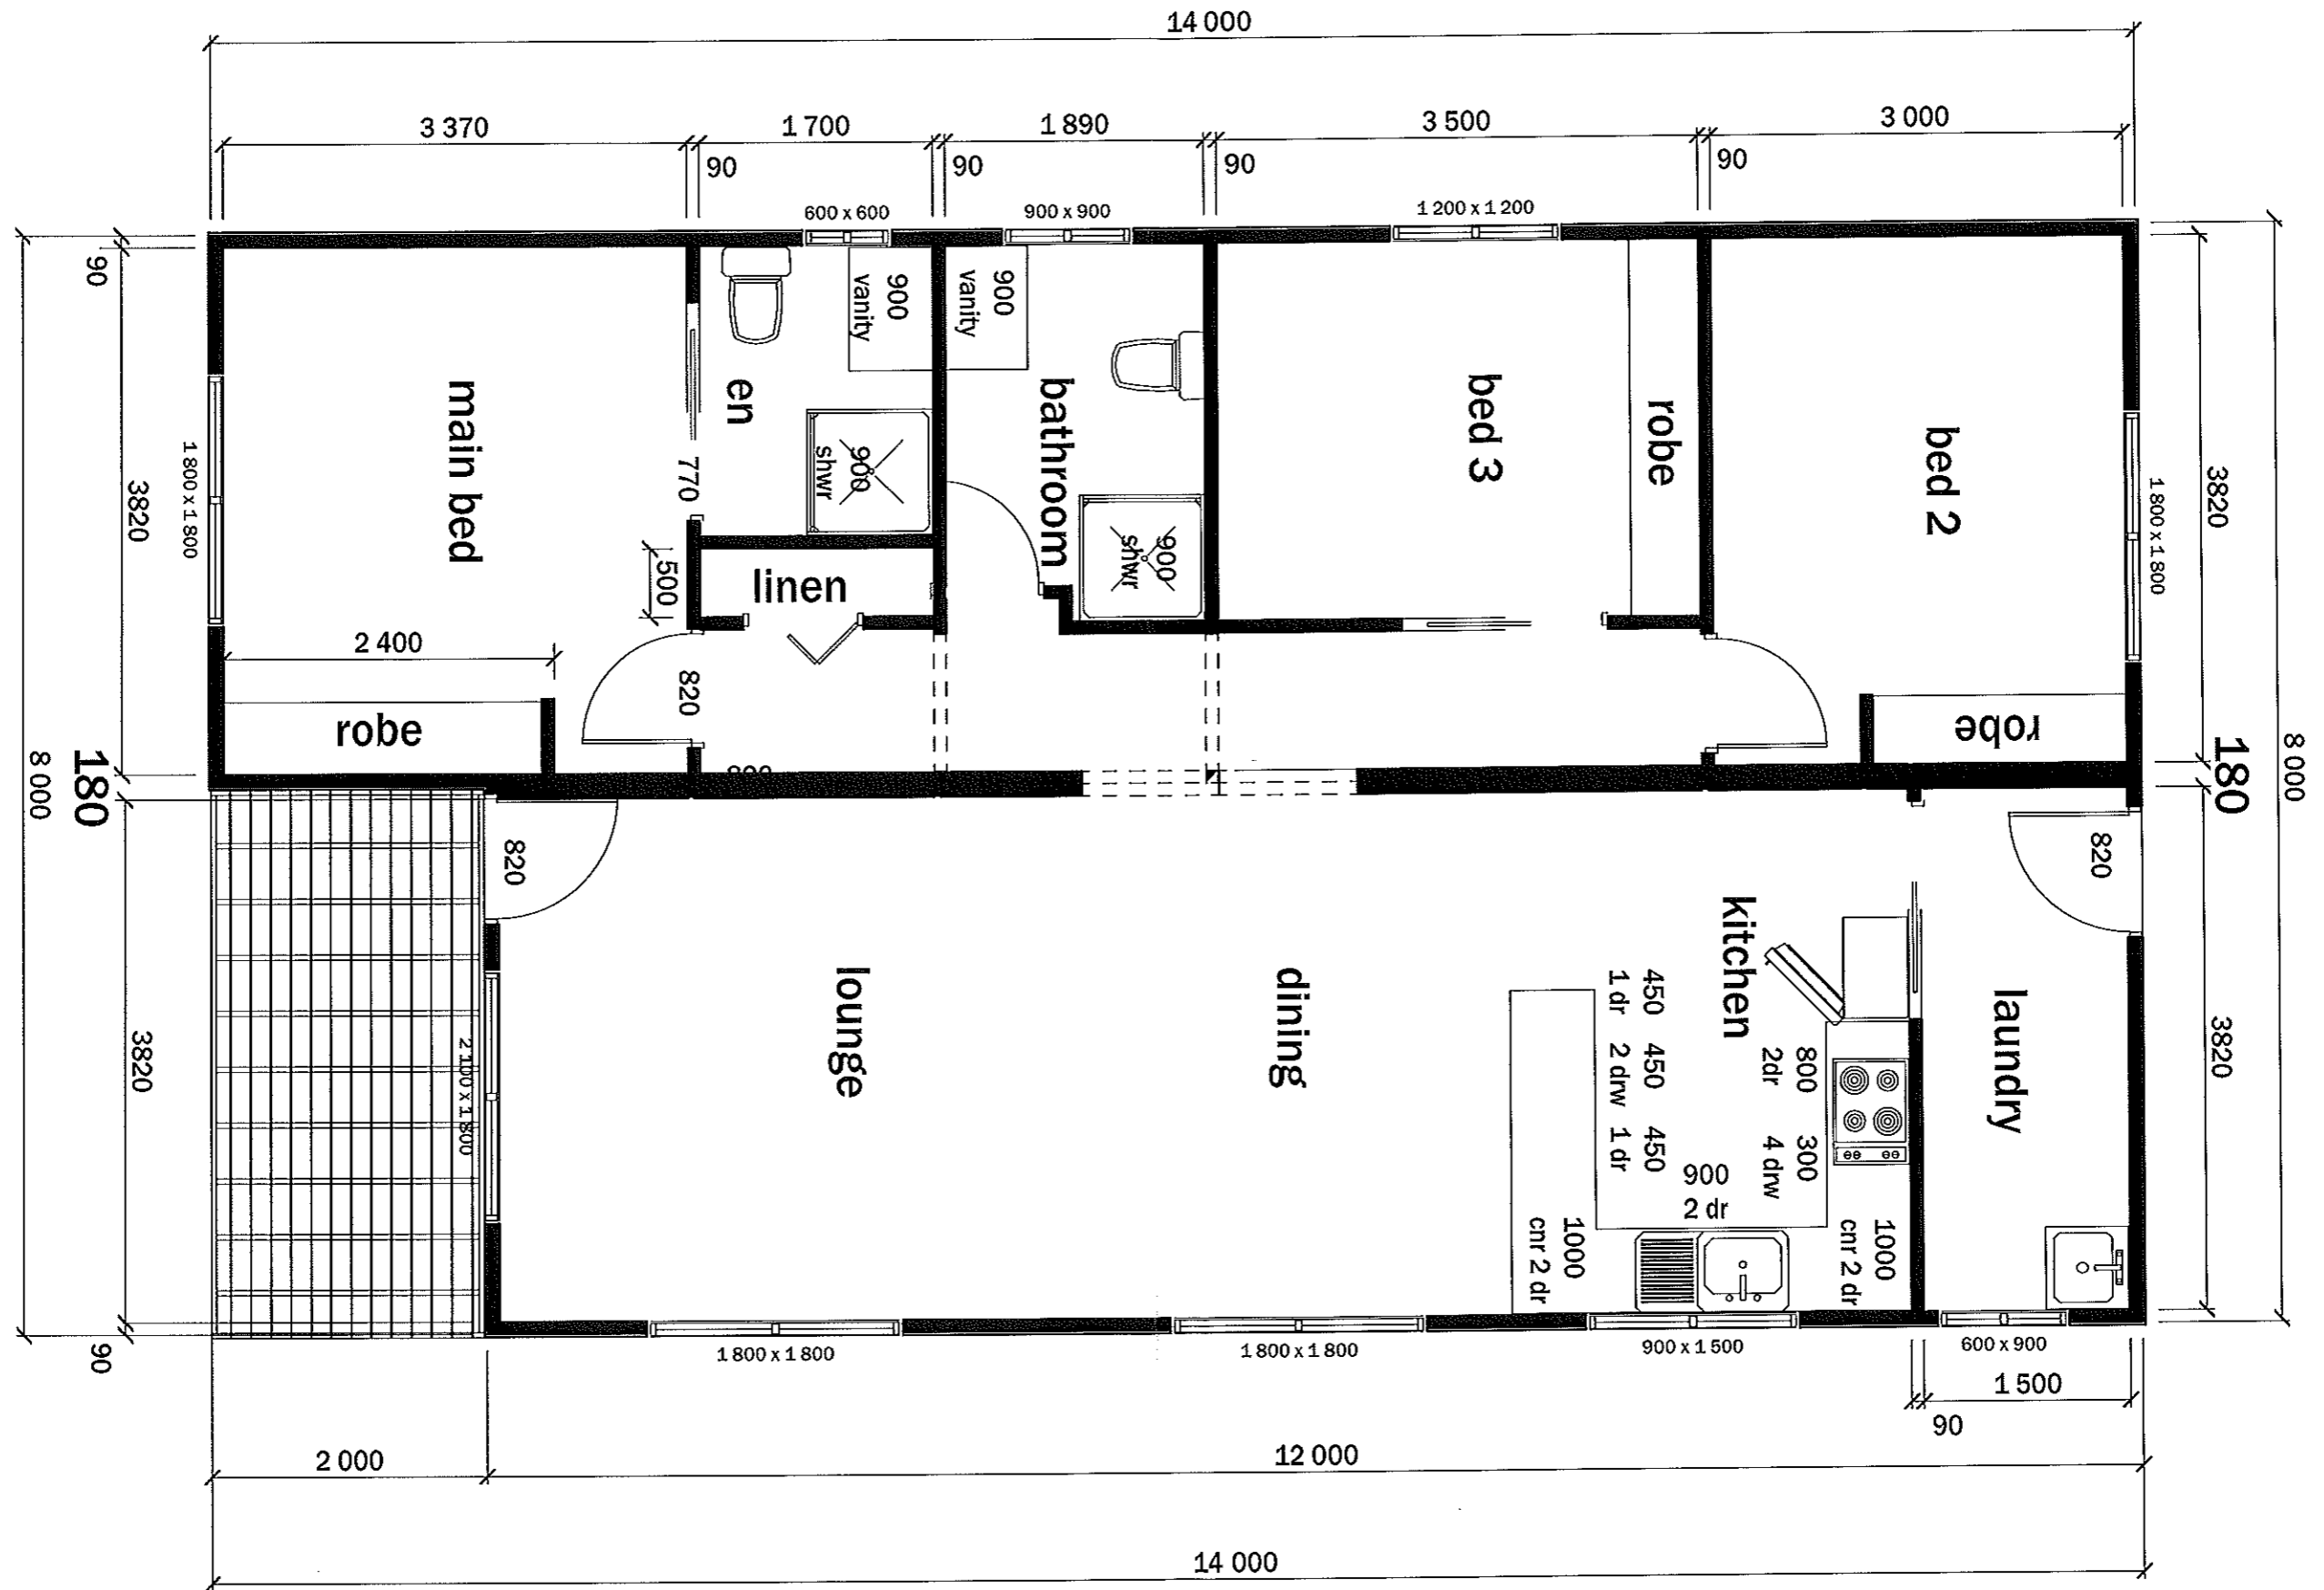 14 000
3 370
1 700
1 890
3 500
3 000
90
90
90
90
600 x 600
900 x 900
1 200 x 1 200
90
3820
8 000
180
3820
90
1 800 x 1 800
main bed
2 400
robe
770
500
820
en
900
vanity
900
shwr
linen
900
vanity
bathroom
900
shwr
bed 3
robe
bed 2
robe
1 800 x 1 800
3820
8 000
180
3820
820
2 100 x 1 800
lounge
dining
kitchen
450
1 dr
450
2 drw
450
1 dr
800
2dr
300
4 drw
900
2 dr
1000
cnr 2 dr
1000
cnr 2 dr
laundry
820
1 800 x 1 800
1 800 x 1 800
900 x 1 500
600 x 900
1 500
90
2 000
12 000
14 000